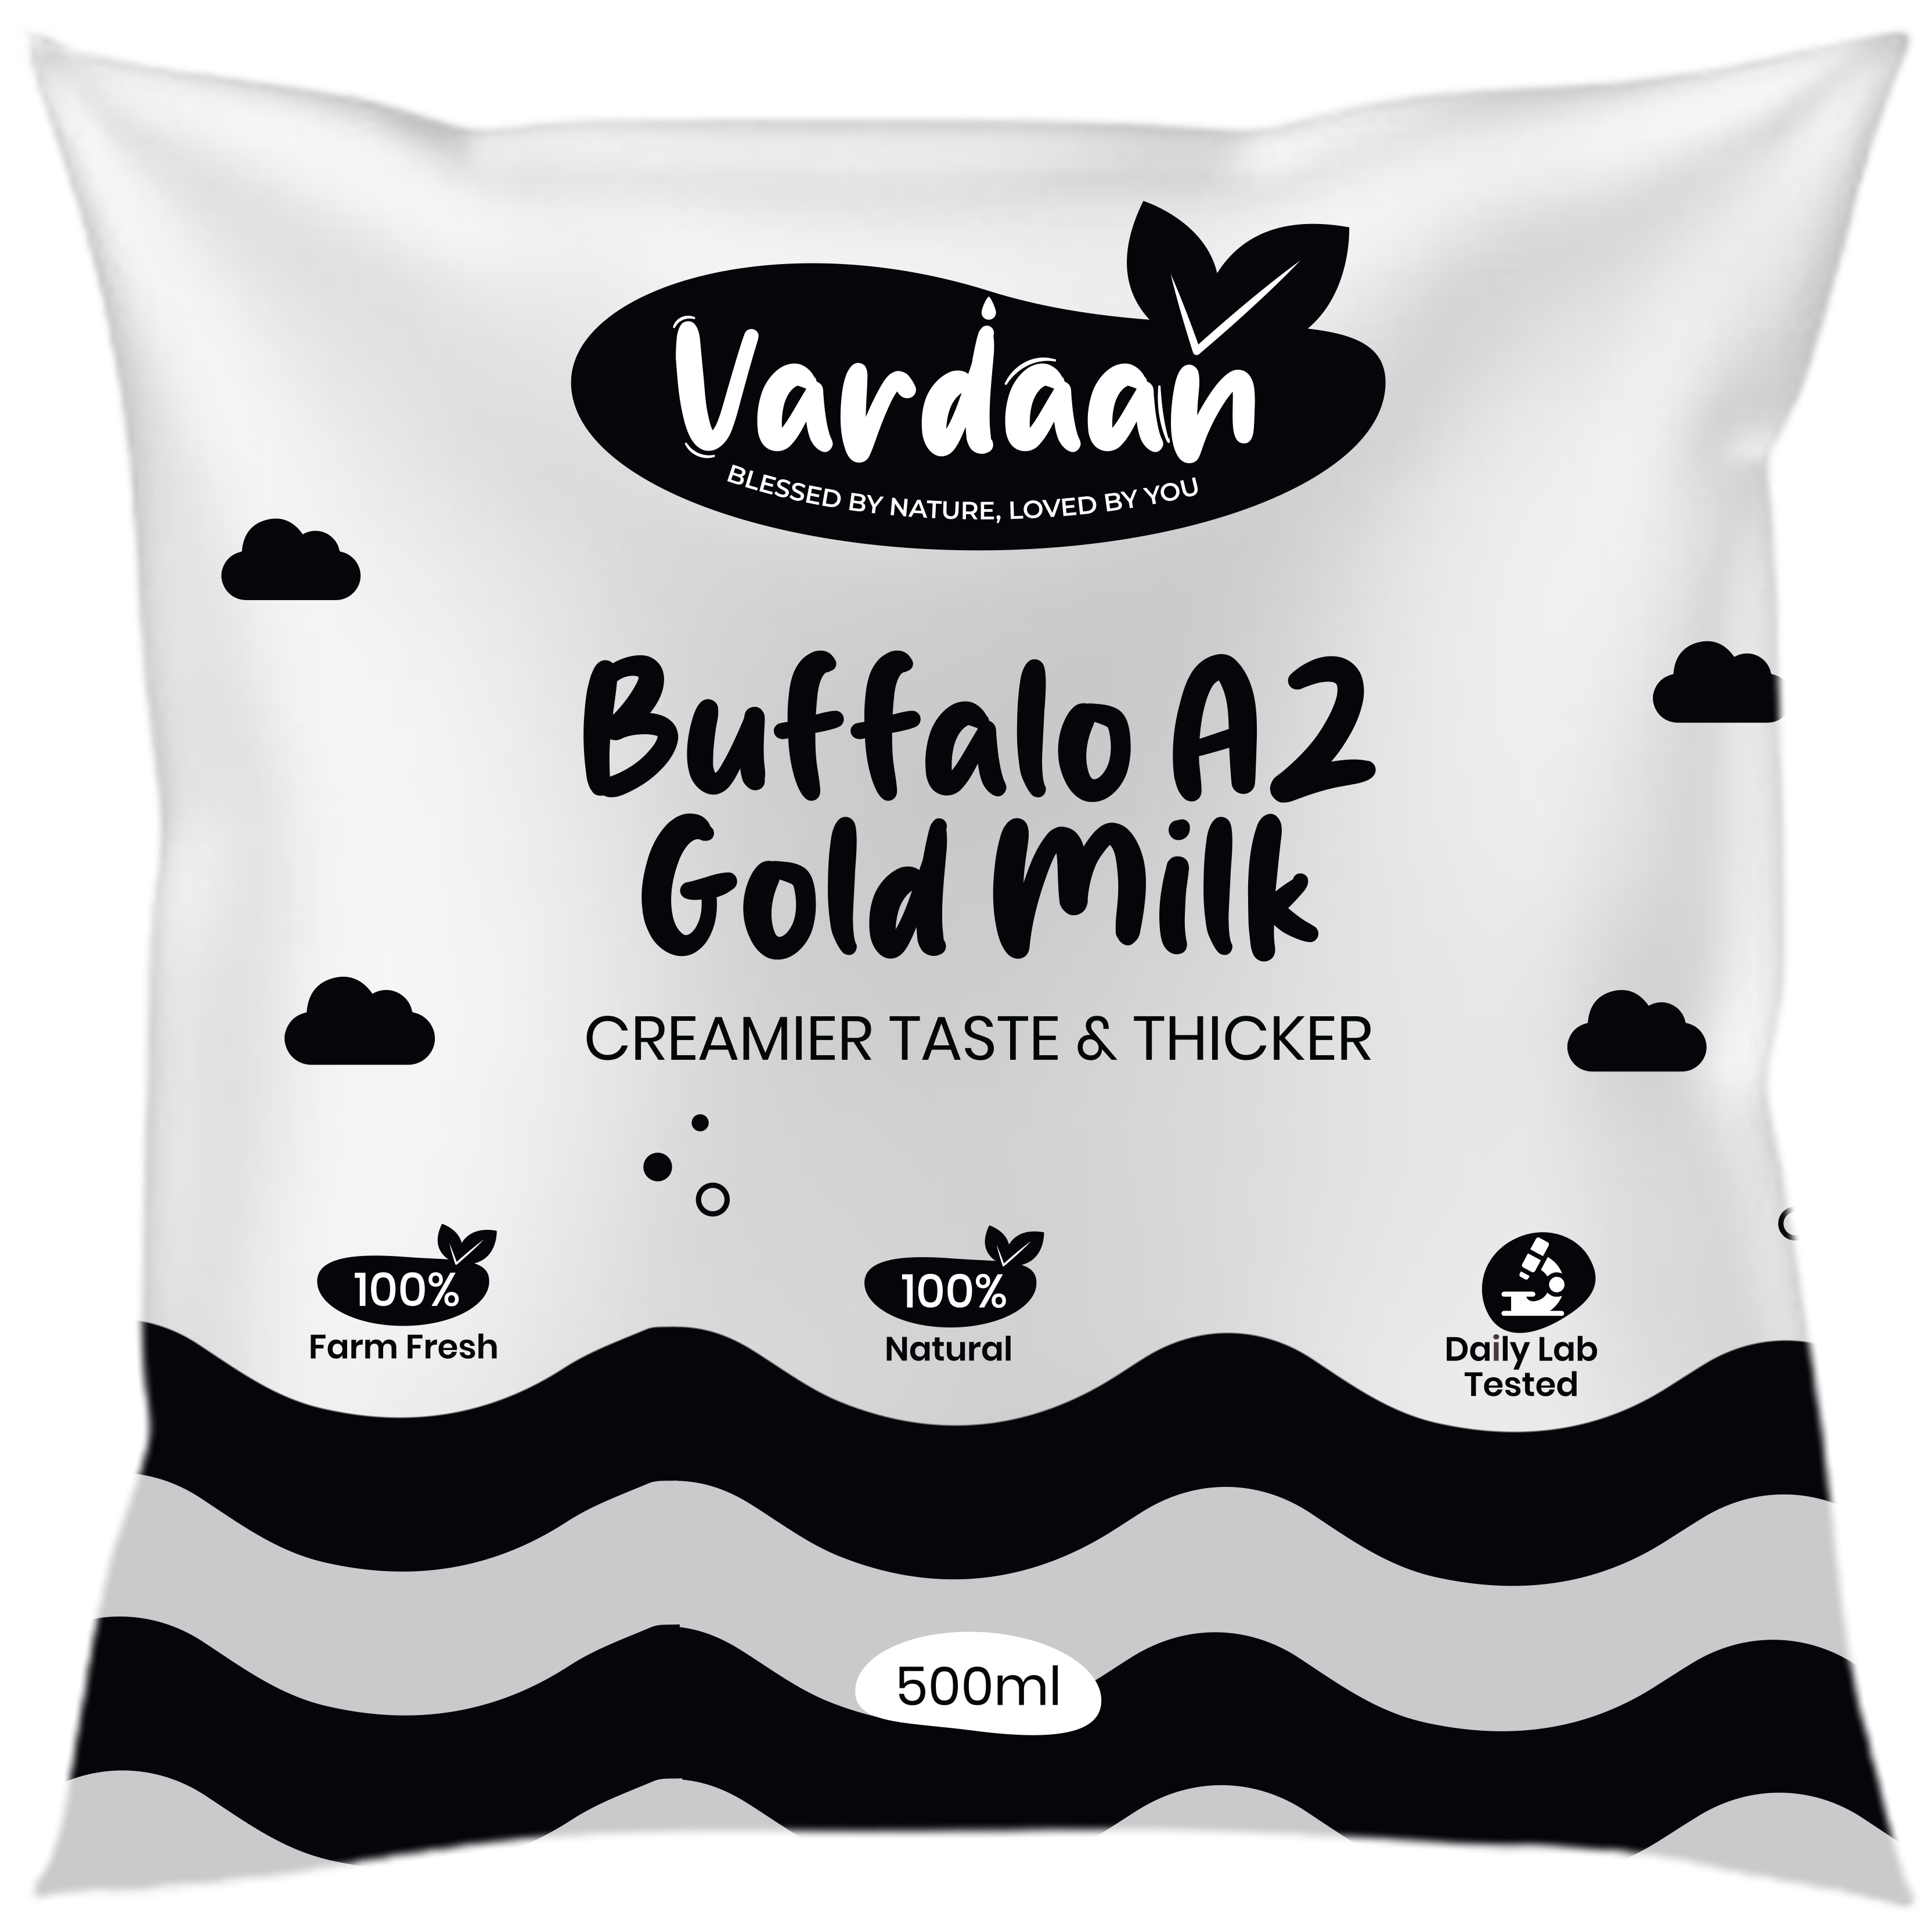 Vardaan
BLESSED BY NATURE, LOVED BY YOU
Buffalo A2
Gold Milk
CREAMIER TASTE & THICKER
100%
Farm Fresh
100%
Natural
Daily Lab
Tested
500ml